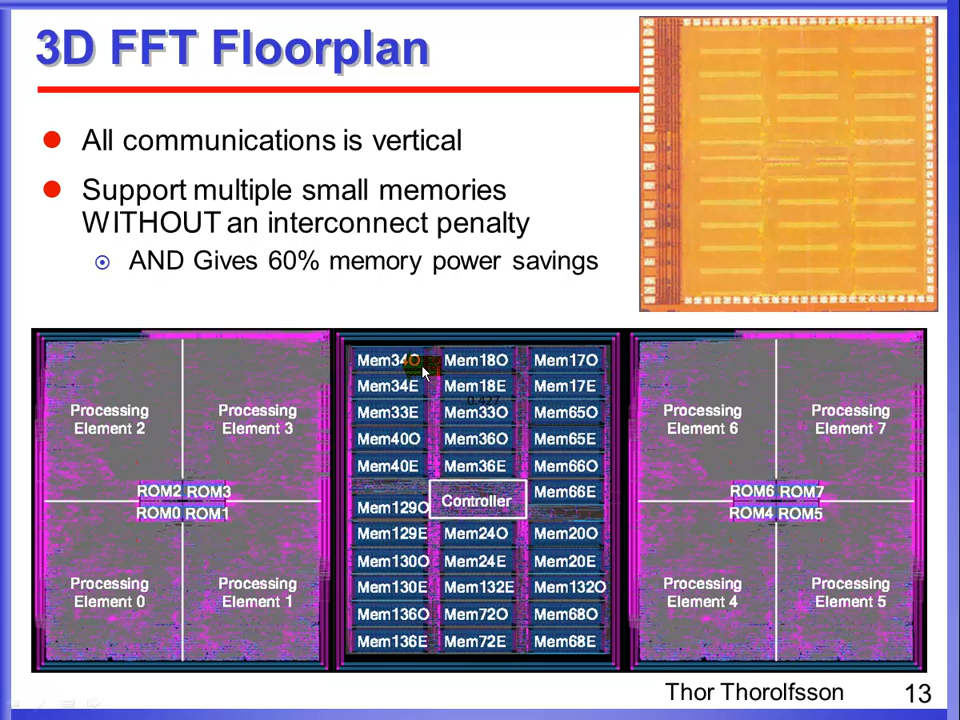 3D FFT Floorplan
All communications is vertical
Support multiple small memories
WITHOUT an interconnect penalty
AND Gives 60% memory power savings
Processing
Element 2
Processing
Element 3
ROM2 ROM3
ROM0 ROM1
Processing
Element 0
Processing
Element 1
Mem34O Mem18O Mem17O
Mem34E Mem18E Mem17E
0.427
Mem33E Mem33O Mem65O
Mem40O Mem36O Mem65E
Mem40E Mem36E Mem66O
Mem66E
Controller
Mem129O
Mem129E Mem24O Mem20O
Mem130O Mem24E Mem20E
Mem130E Mem132E Mem132O
Mem136O Mem72O Mem68O
Mem136E Mem72E Mem68E
Processing
Element 6
Processing
Element 7
ROM6 ROM7
ROM4 ROM5
Processing
Element 4
Processing
Element 5
Thor Thorolfsson
13